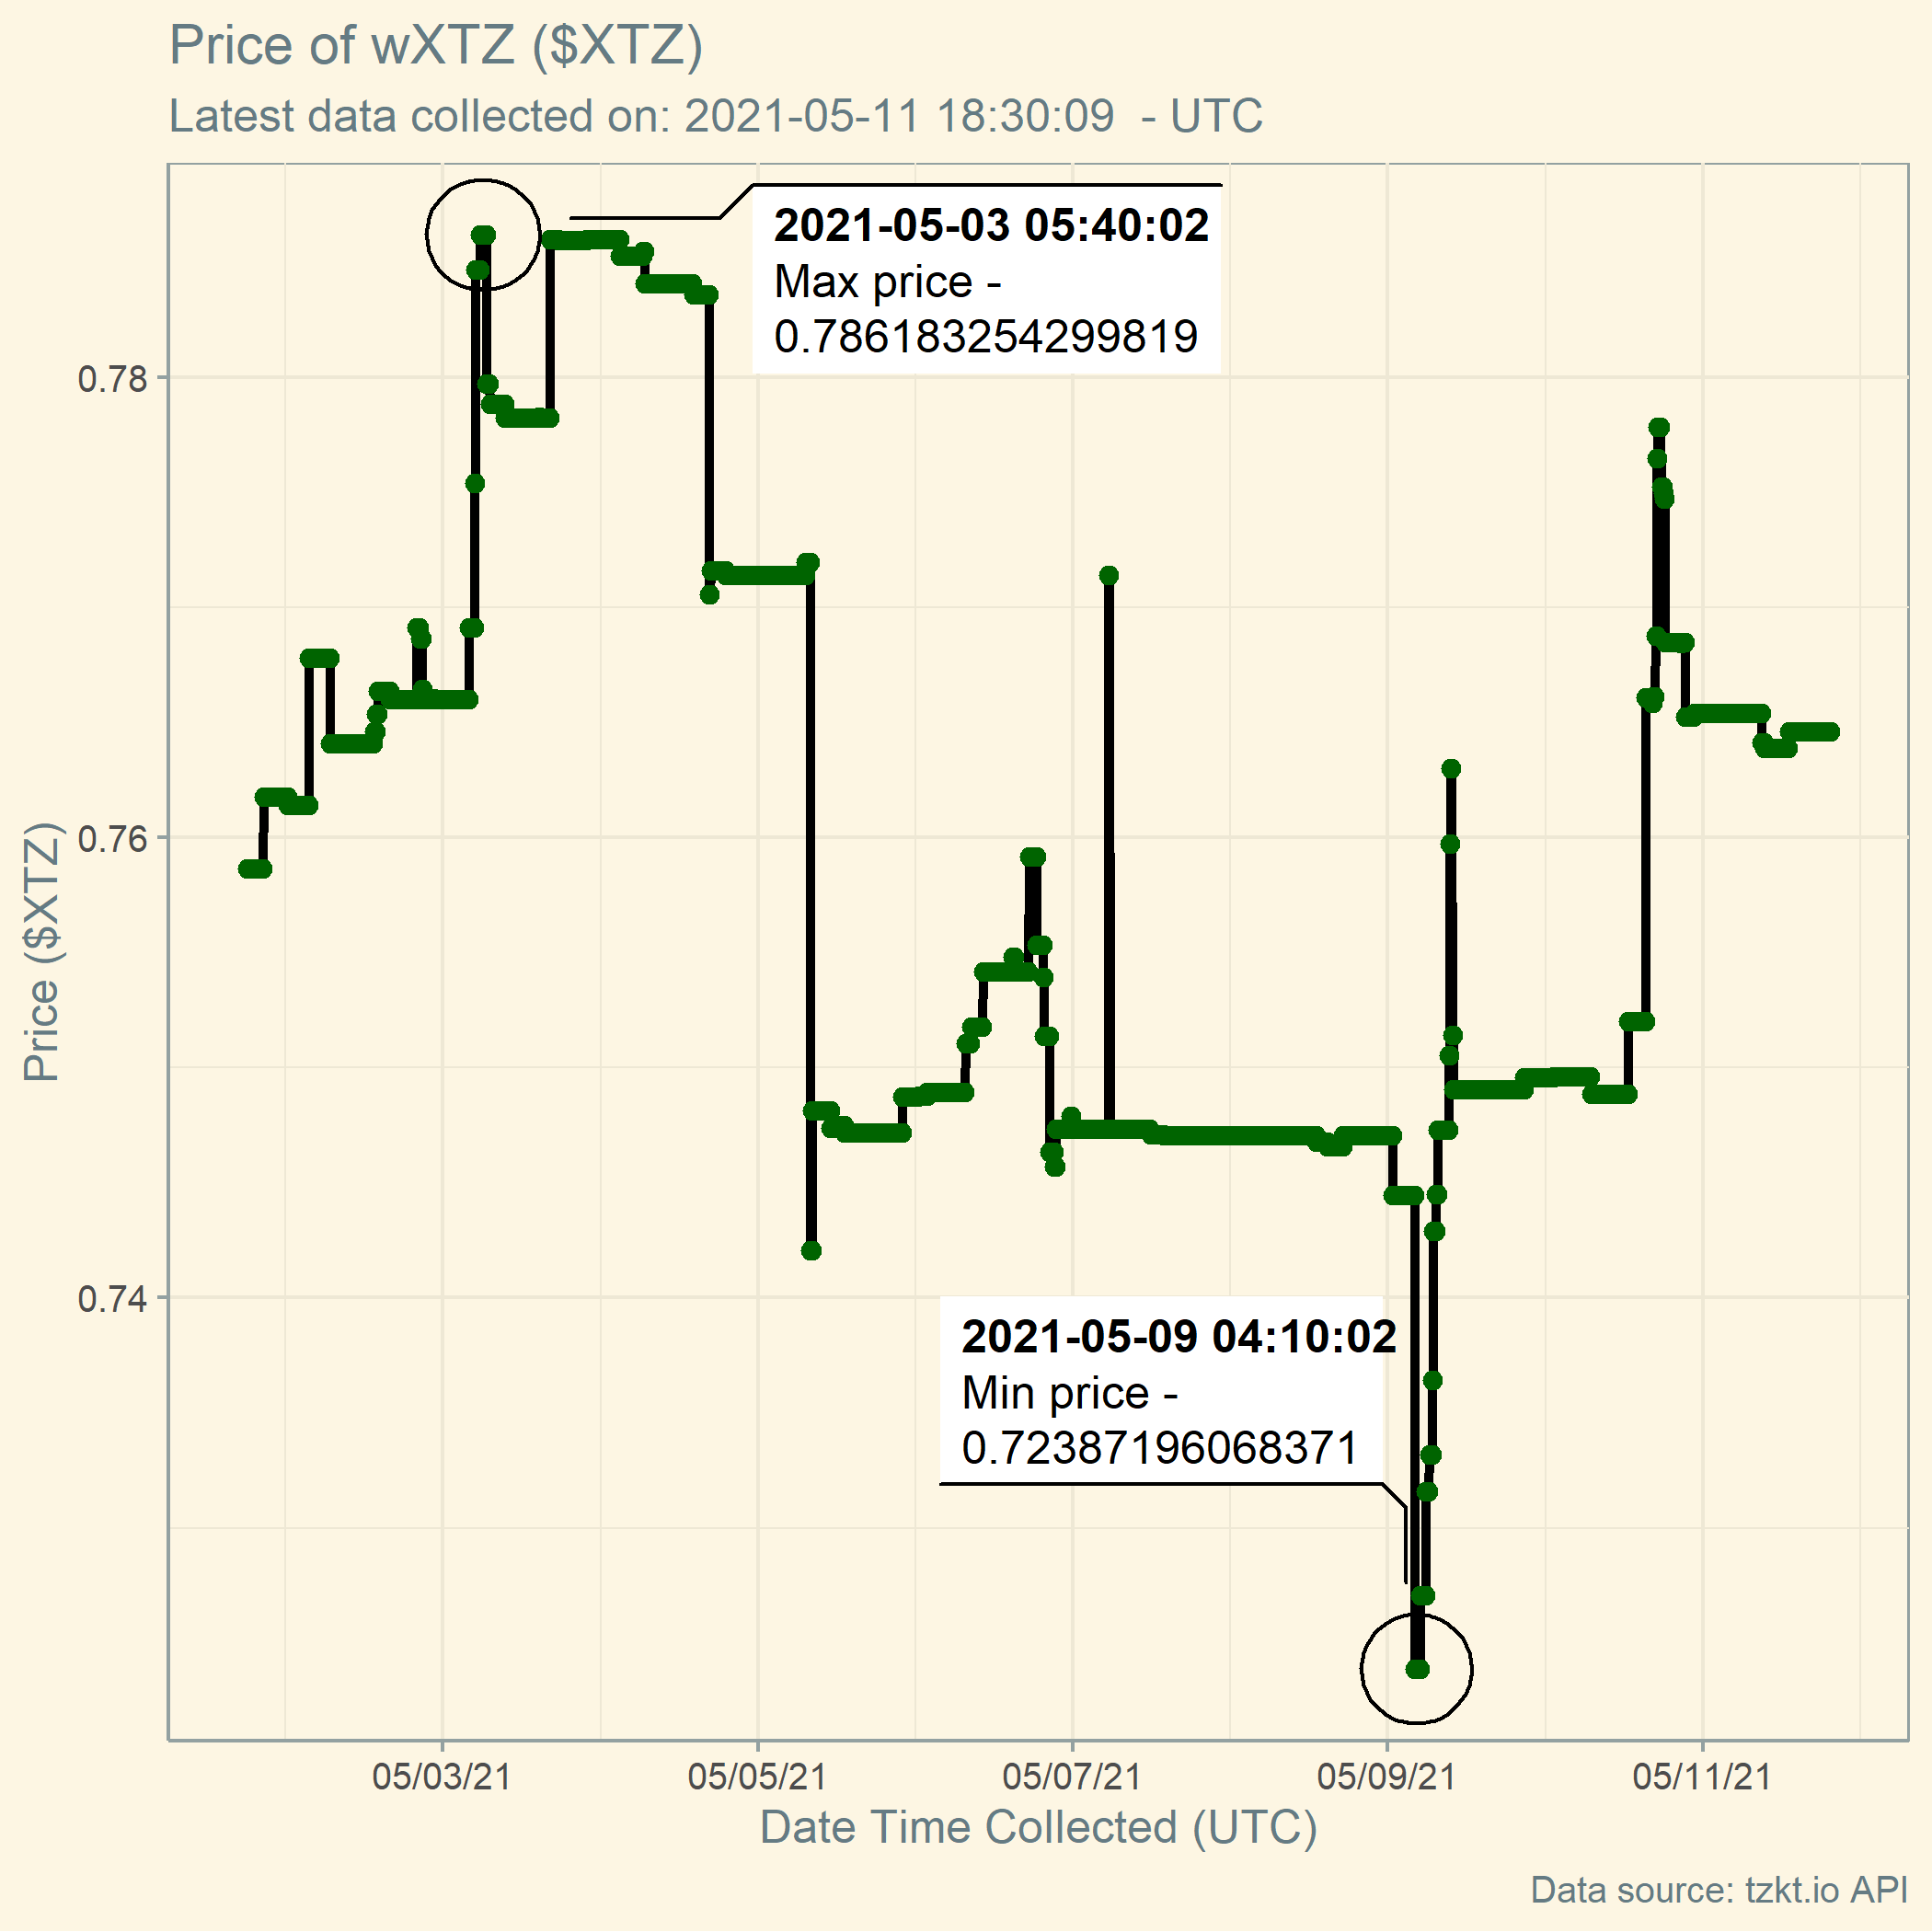 Price of wXTZ ($XTZ)
Latest data collected on: 2021-05-11 18:30:09  - UTC
2021-05-03 05:40:02
Max price -
0.786183254299819
0.78
0.76
0.74
Price ($XTZ)
2021-05-09 04:10:02
Min price -
0.72387196068371
05/03/21
05/05/21
05/07/21
05/09/21
05/11/21
Date Time Collected (UTC)
Data source: tzkt.io API